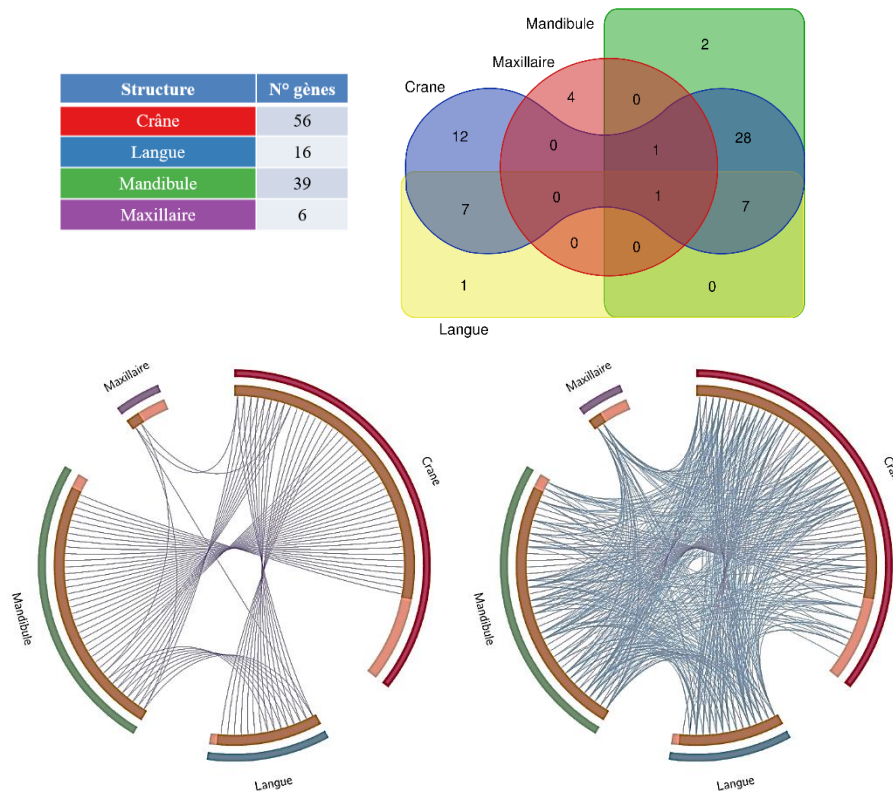 Structure N° gènes
Crâne 56
Langue 16
Mandibule 39
Maxillaire 6
Mandibule
2
Maxillaire
Crane
4
0
12
0
1
28
7
0
1
7
0
0
1
0
Langue
Maxillaire
Crane
Mandibule
Langue
Maxillaire
Cra
Mandibule
Langue